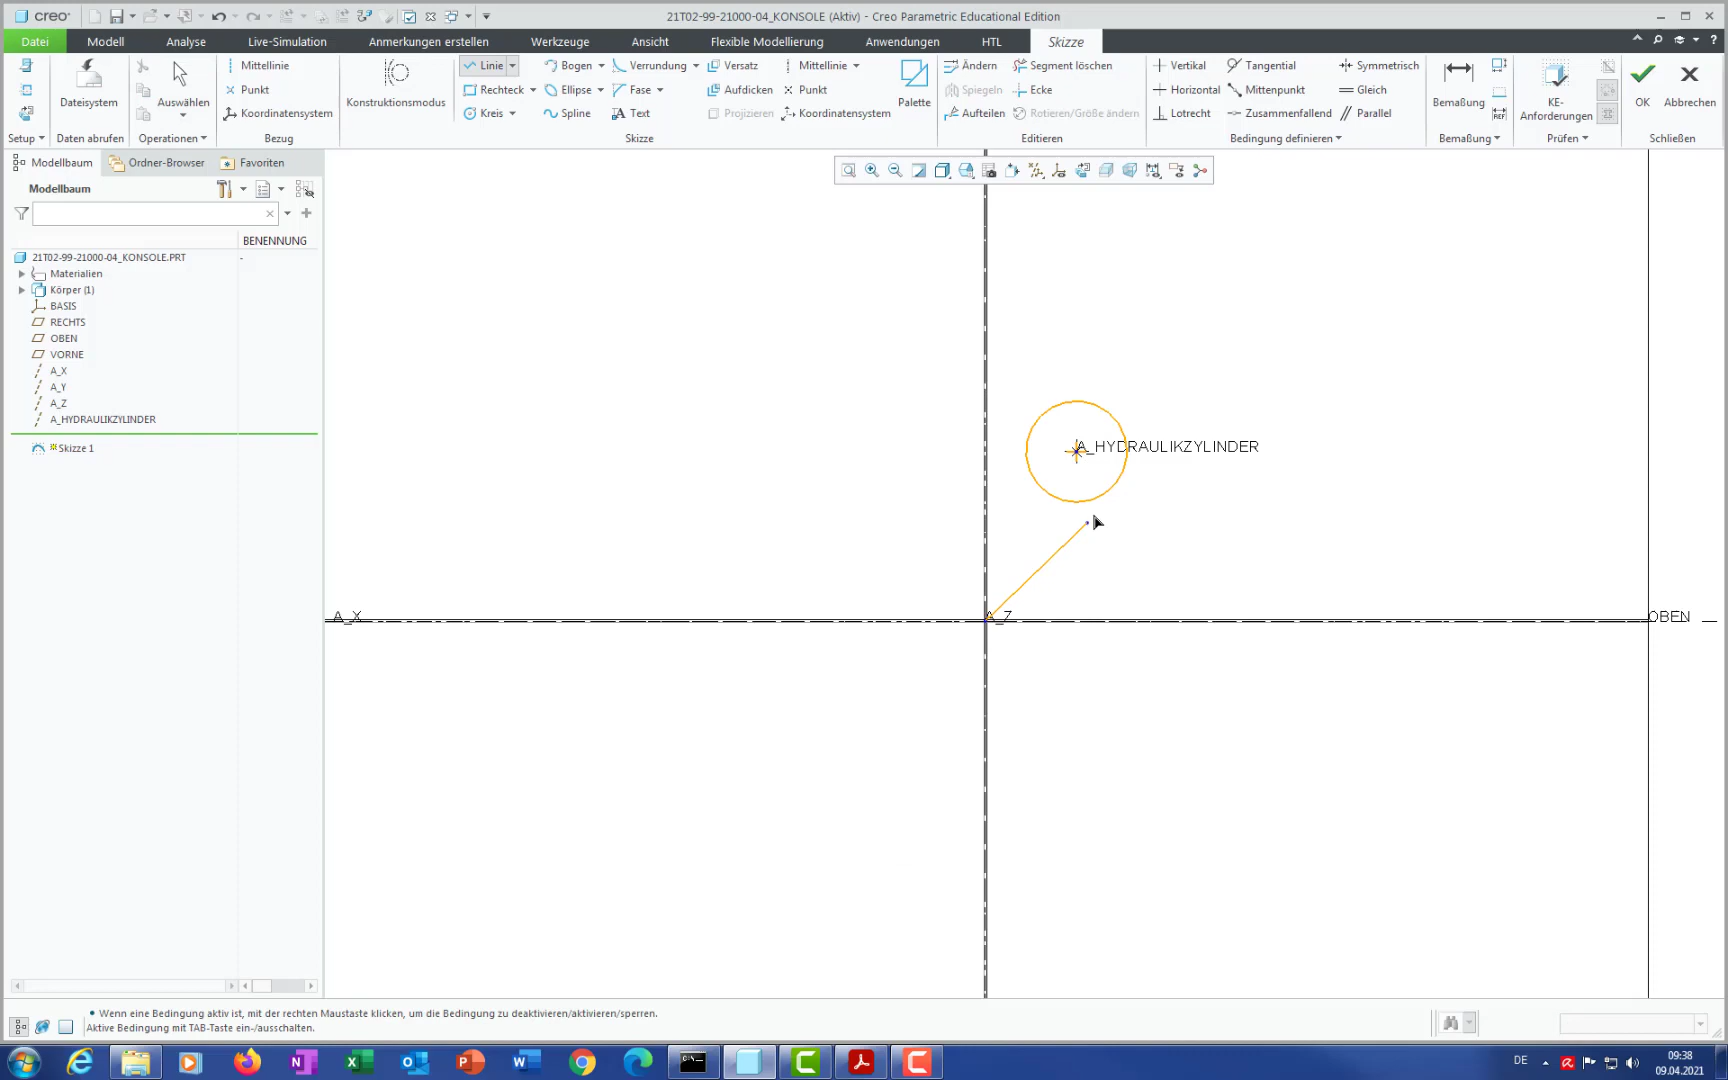 creo
21T02-99-21000-04_KONSOLE (Aktiv) - Creo Parametric Educational Edition
Datei Modell Analyse Live-Simulation Anmerkungen erstellen Werkzeuge Ansicht Flexible Modellierung Anwendungen HTL Skizze
Mittellinie Linie Bogen Verrundung Versatz Mittellinie Ändern Segment löschen Vertikal Tangential Symmetrisch
Punkt Rechteck Ellipse Fase Aufdicken Punkt Spiegeln Ecke Horizontal Mittenpunkt Gleich
Dateisystem Auswählen Konstruktionsmodus Palette Bemaßung KE-Anforderungen OK Abbrechen
Koordinatensystem Kreis Spline Text Projizieren Koordinatensystem Aufteilen Rotieren/Größe ändern Lotrecht Zusammenfallend Parallel
REF
Setup Daten abrufen Operationen Bezug Skizze Editieren Bedingung definieren Bemaßung Prüfen Schließen
Modellbaum Ordner-Browser Favoriten
Modellbaum
BENENNUNG
21T02-99-21000-04_KONSOLE.PRT -
Materialien
Körper (1)
BASIS
RECHTS
OBEN
VORNE
A_X
A_Y
A_Z
A_HYDRAULIKZYLINDER
Skizze 1
A_HYDRAULIKZYLINDER
A_X
A_Z
OBEN
• Wenn eine Bedingung aktiv ist, mit der rechten Maustaste klicken, um die Bedingung zu deaktivieren/aktivieren/sperren.
Aktive Bedingung mit TAB-Taste ein-/ausschalten.
DE
09:38
09.04.2021